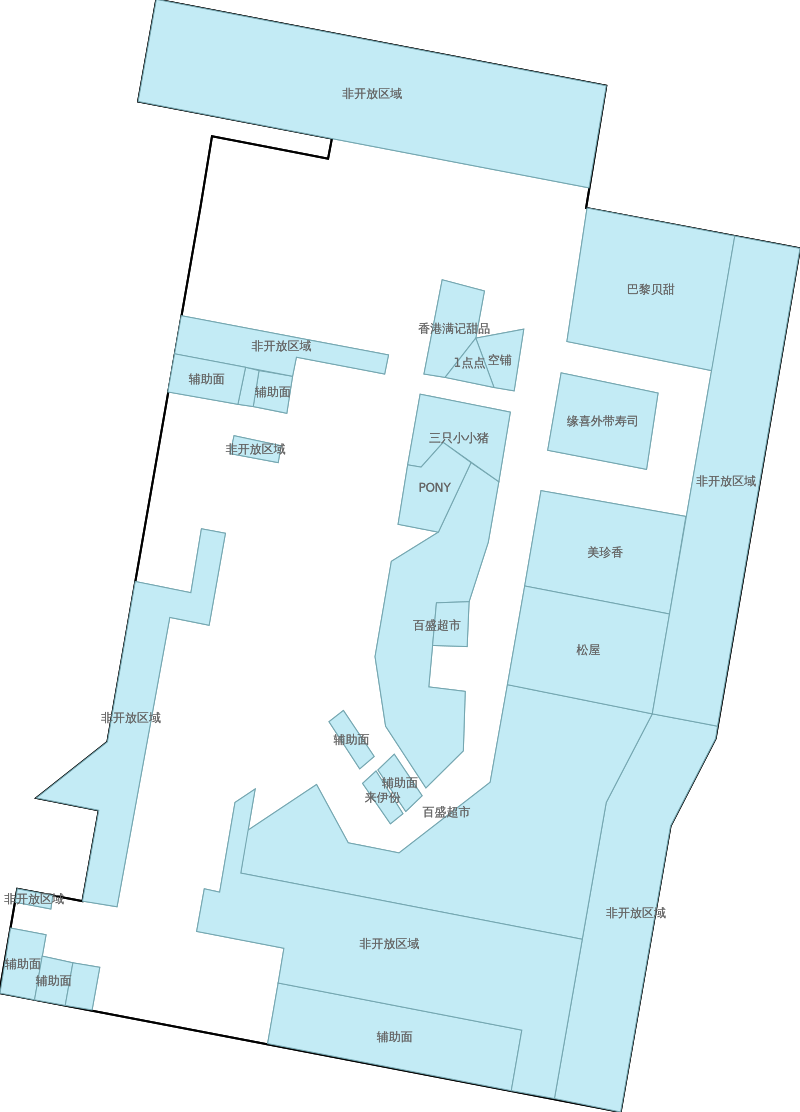 非开放区域
巴黎贝甜
香港满记甜品
非开放区域
1点点
空铺
辅助面
辅助面
缘喜外带寿司
三只小小猪
非开放区域
非开放区域
PONY
美珍香
百盛超市
松屋
非开放区域
辅助面
辅助面
来伊份
百盛超市
非开放区域
非开放区域
非开放区域
辅助面
辅助面
辅助面